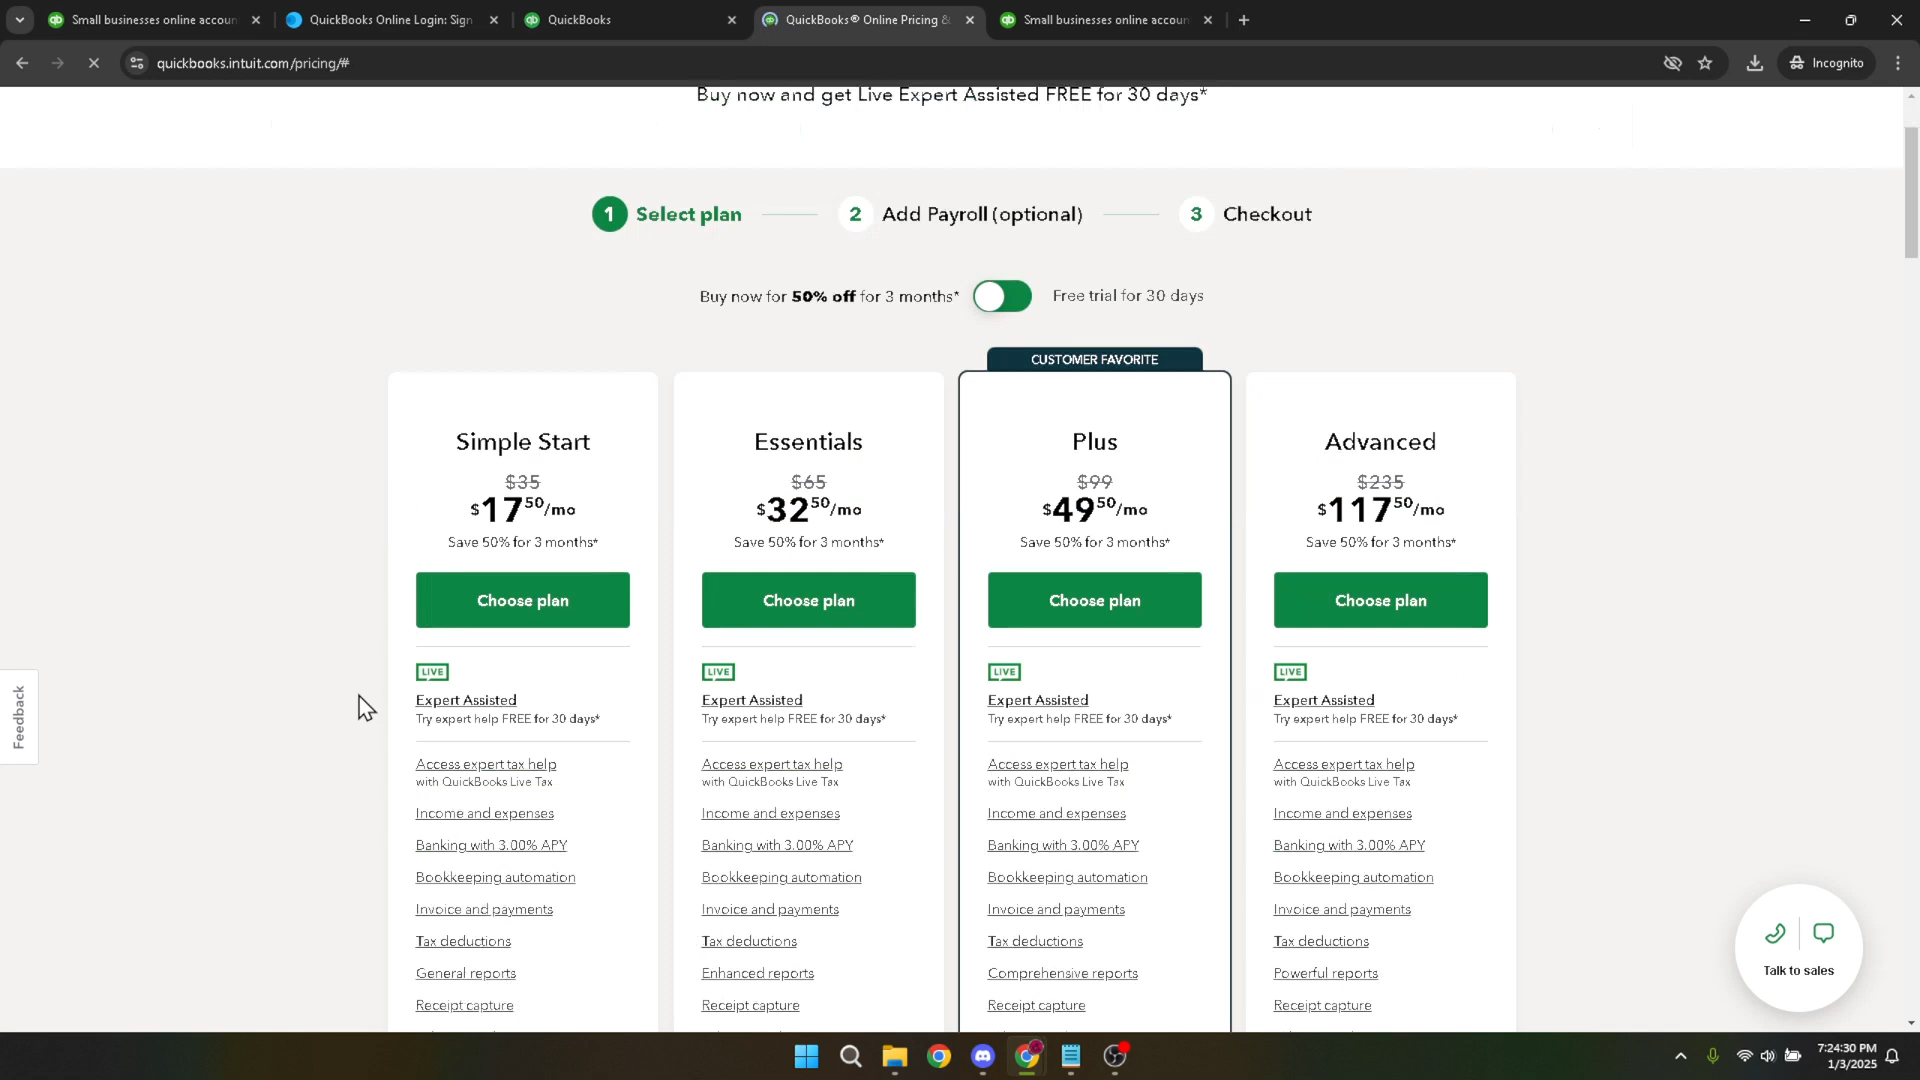 Small businesses online accoun
QuickBooks Online Login: Sign
QuickBooks
QuickBooks® Online Pricing &
Small businesses online accoun
quickbooks.intuit.com/pricing/#
Incognito
Buy now and get Live Expert Assisted FREE for 30 days*
1 Select plan
2 Add Payroll (optional)
3 Checkout
Buy now for 50% off for 3 months*
Free trial for 30 days
CUSTOMER FAVORITE
Simple Start
$35
$17 50/mo
Save 50% for 3 months*
Choose plan
LIVE
Expert Assisted
Try expert help FREE for 30 days*
Access expert tax help
with QuickBooks Live Tax
Income and expenses
Banking with 3.00% APY
Bookkeeping automation
Invoice and payments
Tax deductions
General reports
Receipt capture
Essentials
$65
$32 50/mo
Save 50% for 3 months*
Choose plan
LIVE
Expert Assisted
Try expert help FREE for 30 days*
Access expert tax help
with QuickBooks Live Tax
Income and expenses
Banking with 3.00% APY
Bookkeeping automation
Invoice and payments
Tax deductions
Enhanced reports
Receipt capture
Plus
$99
$49 50/mo
Save 50% for 3 months*
Choose plan
LIVE
Expert Assisted
Try expert help FREE for 30 days*
Access expert tax help
with QuickBooks Live Tax
Income and expenses
Banking with 3.00% APY
Bookkeeping automation
Invoice and payments
Tax deductions
Comprehensive reports
Receipt capture
Advanced
$235
$117 50/mo
Save 50% for 3 months*
Choose plan
LIVE
Expert Assisted
Try expert help FREE for 30 days*
Access expert tax help
with QuickBooks Live Tax
Income and expenses
Banking with 3.00% APY
Bookkeeping automation
Invoice and payments
Tax deductions
Powerful reports
Receipt capture
Feedback
Talk to sales
7:24:30 PM
1/3/2025